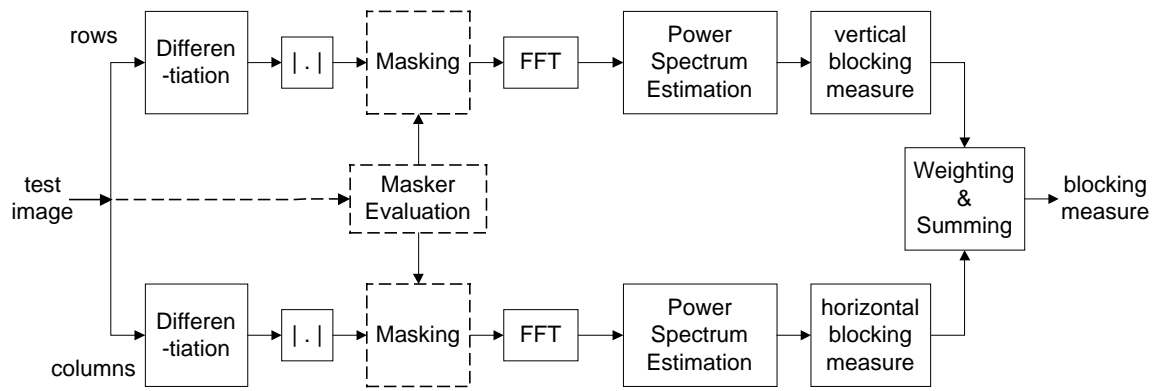 rows
Differen
-tiation
| . |
Masking
FFT
Power
Spectrum
Estimation
vertical
blocking
measure
test
image
Masker
Evaluation
Weighting
&
Summing
blocking
measure
columns
Differen
-tiation
| . |
Masking
FFT
Power
Spectrum
Estimation
horizontal
blocking
measure